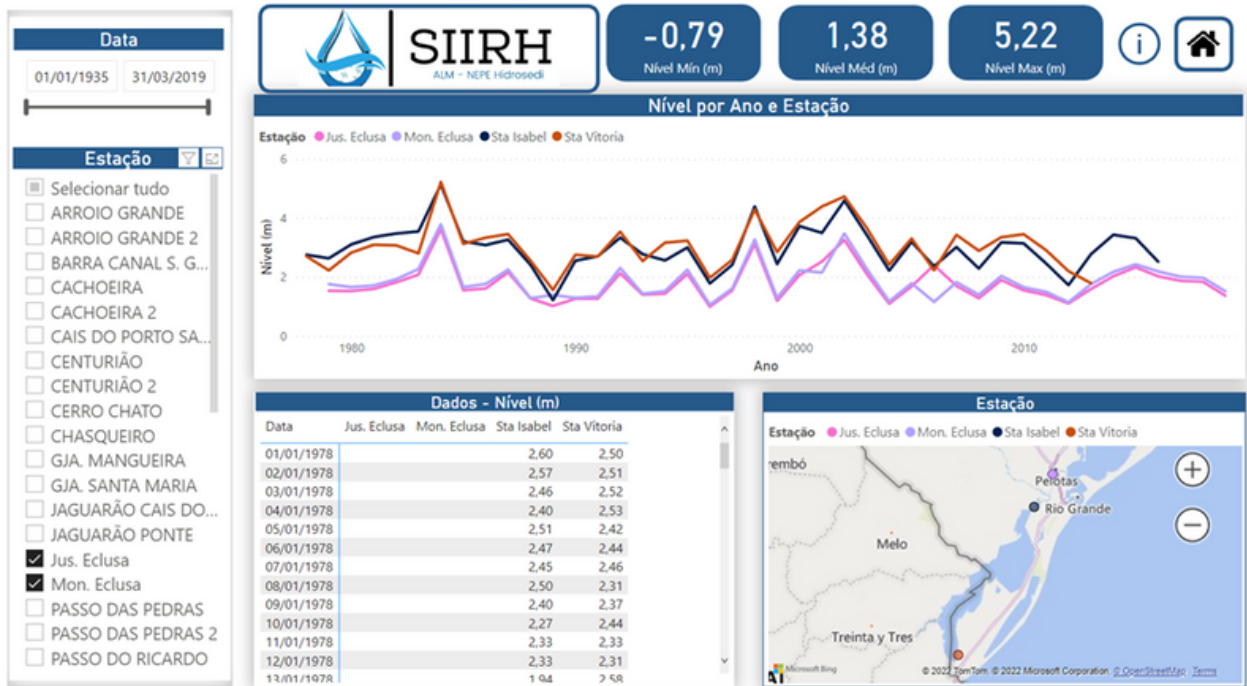 Data
01/01/1935 31/03/2019
Estação
Selecionar tudo
ARROIO GRANDE
ARROIO GRANDE 2
BARRA CANAL S. G...
CACHOEIRA
CACHOEIRA 2
CAIS DO PORTO SA...
CENTURIÃO
CENTURIÃO 2
CERRO CHATO
CHASQUEIRO
GJA. MANGUEIRA
GJA. SANTA MARIA
JAGUARÃO CAIS DO...
JAGUARÃO PONTE
Jus. Eclusa
Mon. Eclusa
PASSO DAS PEDRAS
PASSO DAS PEDRAS 2
PASSO DO RICARDO
SIIRH
ALM - NEPE Hidrosedi
-0,79
Nível Mín (m)
1,38
Nível Méd (m)
5,22
Nível Max (m)
i
Nível por Ano e Estação
Estação Jus. Eclusa Mon. Eclusa Sta Isabel Sta Vitoria
Nível (m)
6
4
2
0
1980 1990 2000 2010
Ano
Dados - Nível (m)
Data Jus. Eclusa Mon. Eclusa Sta Isabel Sta Vitoria
01/01/1978 2,60 2,50
02/01/1978 2,57 2,51
03/01/1978 2,46 2,52
04/01/1978 2,40 2,53
05/01/1978 2,51 2,42
06/01/1978 2,47 2,44
07/01/1978 2,45 2,46
08/01/1978 2,50 2,31
09/01/1978 2,40 2,37
10/01/1978 2,27 2,44
11/01/1978 2,33 2,33
12/01/1978 2,33 2,31
13/01/1978 1,94 2,58
Estação
Estação Jus. Eclusa Mon. Eclusa Sta Isabel Sta Vitoria
rembó
Pelotas
Rio Grande
Melo
Treinta y Tres
Microsoft Bing
© 2022 TomTom, © 2022 Microsoft Corporation, © OpenStreetMap Terms